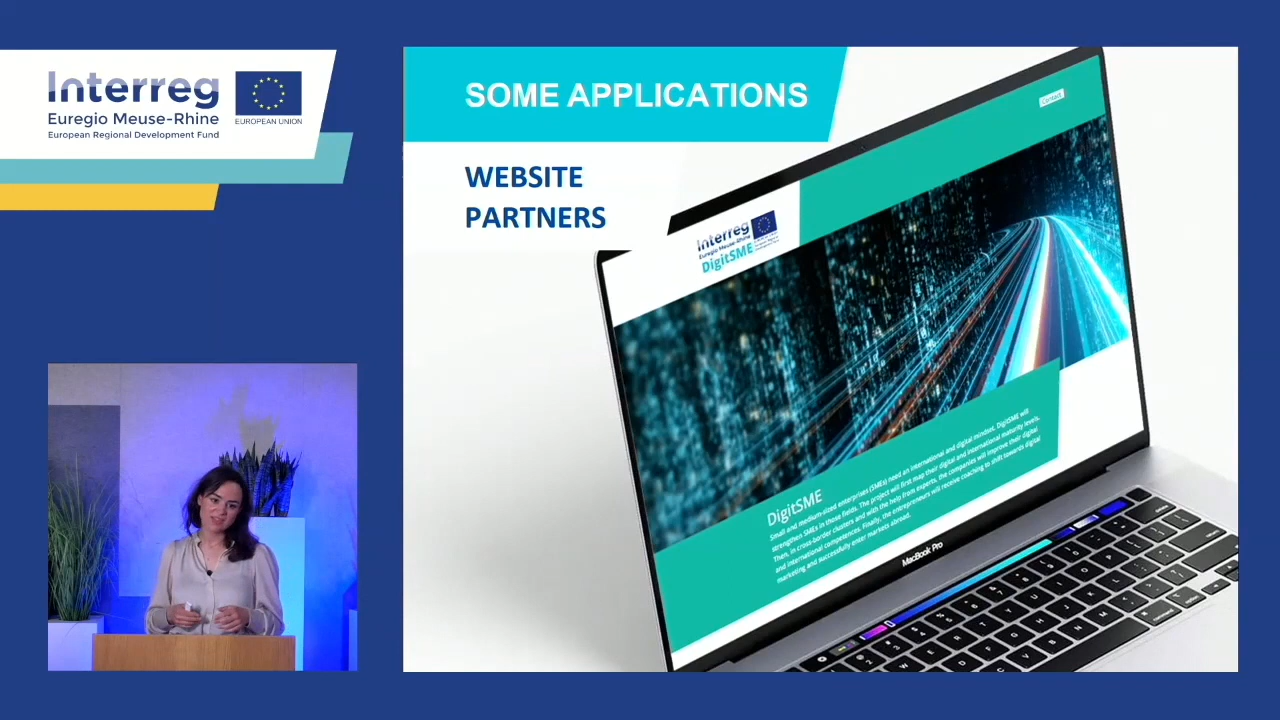 Interreg
Euregio Meuse-Rhine
European Regional Development Fund
EUROPEAN UNION
SOME APPLICATIONS
WEBSITE
PARTNERS
Contact
Interreg
Euregio Meuse-Rhine
DigitSME
DigitSME
Small and medium-sized enterprises (SMEs) need an international and digital mindset. DigitSME will
strengthen SMEs in those fields. The project will first map their digital and international maturity levels.
Then, in cross-border clusters and with the help from experts, the companies will improve their digital
and international competences. Finally, the entrepreneurs will receive coaching to shift towards digital
marketing and successfully enter markets abroad.
MacBook Pro